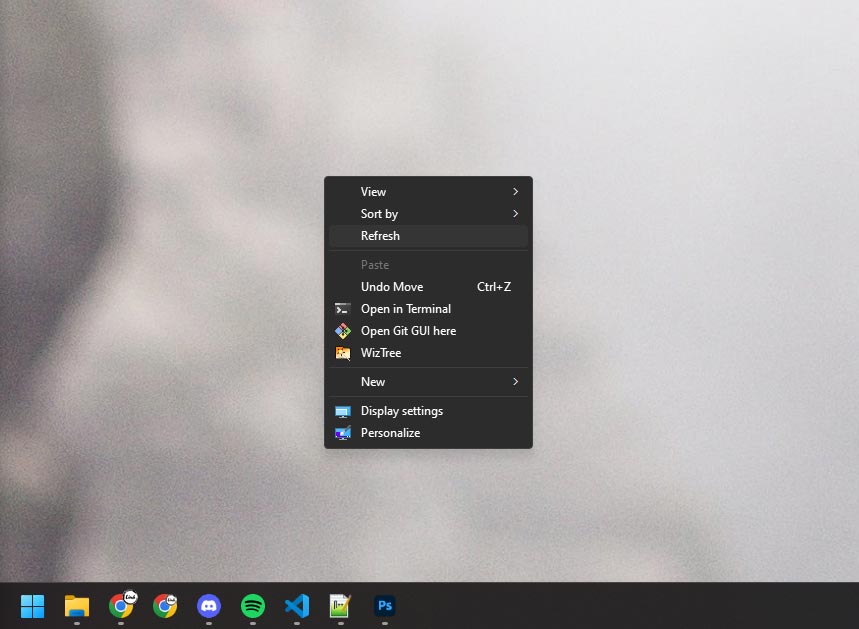 View
Sort by
Refresh
Paste
Undo Move Ctrl+Z
Open in Terminal
Open Git GUI here
WizTree
New
Display settings
Personalize
Ps